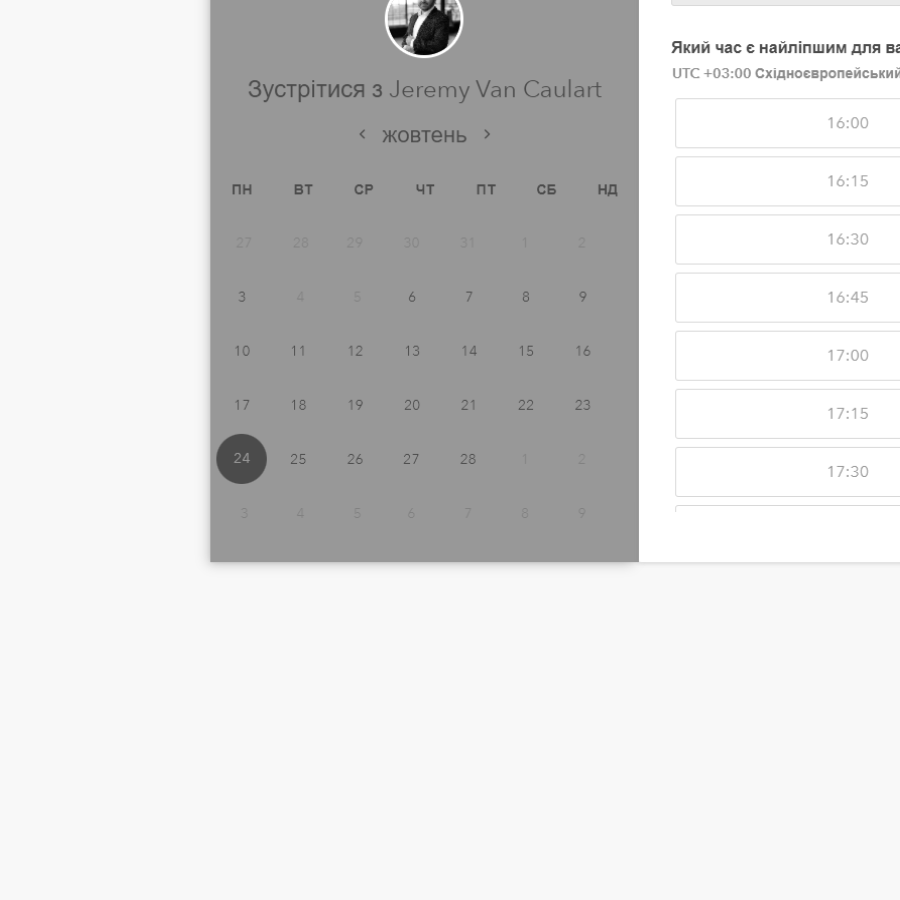 Зустрітися з Jeremy Van Caulart
жовтень
ПН ВТ СР ЧТ ПТ СБ НД
27 28 29 30 31 1 2
3 4 5 6 7 8 9
10 11 12 13 14 15 16
17 18 19 20 21 22 23
24 25 26 27 28 1 2
3 4 5 6 7 8 9
Який час є найліпшим для
UTC +03:00 Східноєвропейський
16:00
16:15
16:30
16:45
17:00
17:15
17:30